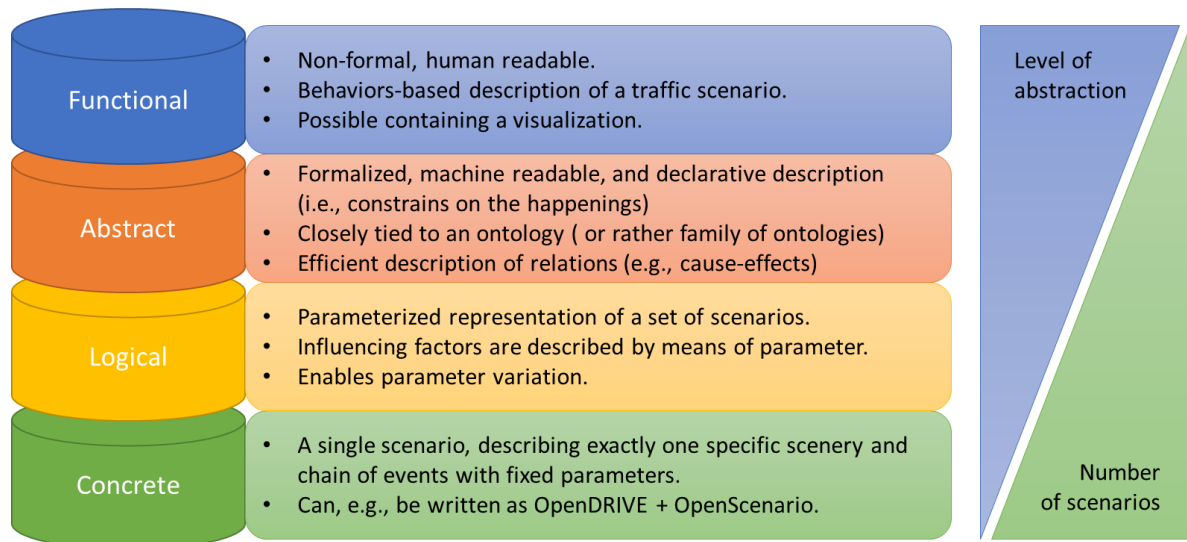 Functional
• Non-formal, human readable.
• Behaviors-based description of a traffic scenario.
• Possible containing a visualization.
Abstract
• Formalized, machine readable, and declarative description
(i.e., constrains on the happenings)
• Closely tied to an ontology ( or rather family of ontologies)
• Efficient description of relations (e.g., cause-effects)
Logical
• Parameterized representation of a set of scenarios.
• Influencing factors are described by means of parameter.
• Enables parameter variation.
Concrete
• A single scenario, describing exactly one specific scenery and
chain of events with fixed parameters.
• Can, e.g., be written as OpenDRIVE + OpenScenario.
Level of
abstraction
Number
of scenarios